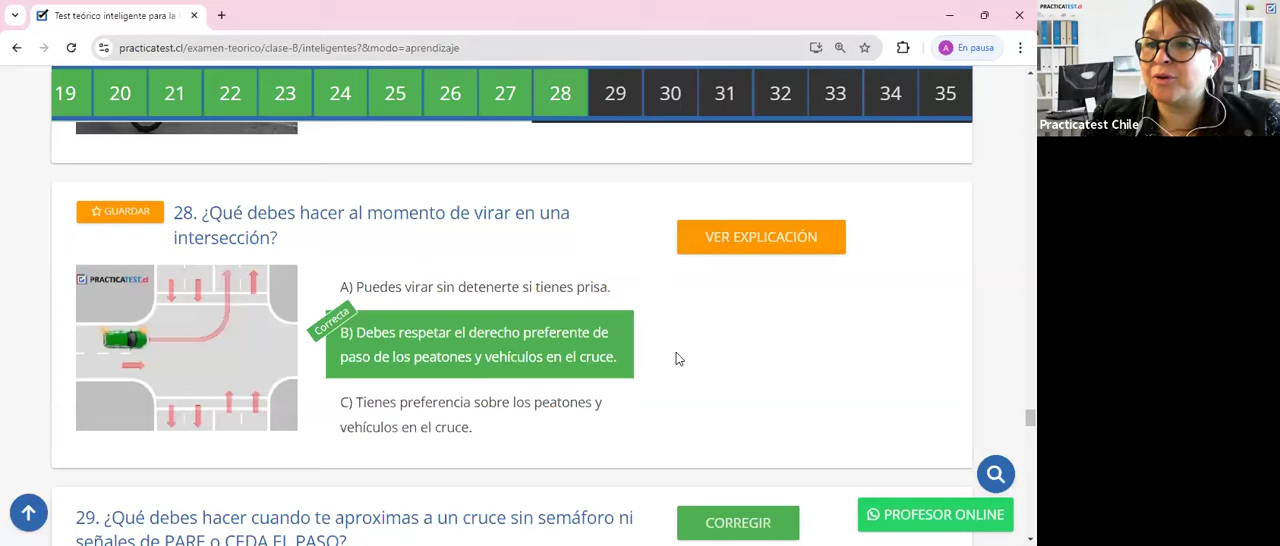 Test teórico inteligente para la
practicatest.cl/examen-teorico/clase-B/inteligentes?&modo=aprendizaje
A
En pausa
19 20 21 22 23 24 25 26 27 28 29 30 31 32 33 34 35
GUARDAR
28. ¿Qué debes hacer al momento de virar en una
intersección?
VER EXPLICACIÓN
PRACTICATEST.cl
A) Puedes virar sin detenerte si tienes prisa.
Correcta
B) Debes respetar el derecho preferente de
paso de los peatones y vehículos en el cruce.
C) Tienes preferencia sobre los peatones y
vehículos en el cruce.
29. ¿Qué debes hacer cuando te aproximas a un cruce sin semáforo ni
señales de PARE o CEDA EL PASO?
CORREGIR
PROFESOR ONLINE
PRACTICATEST.cl
Practicatest Chile